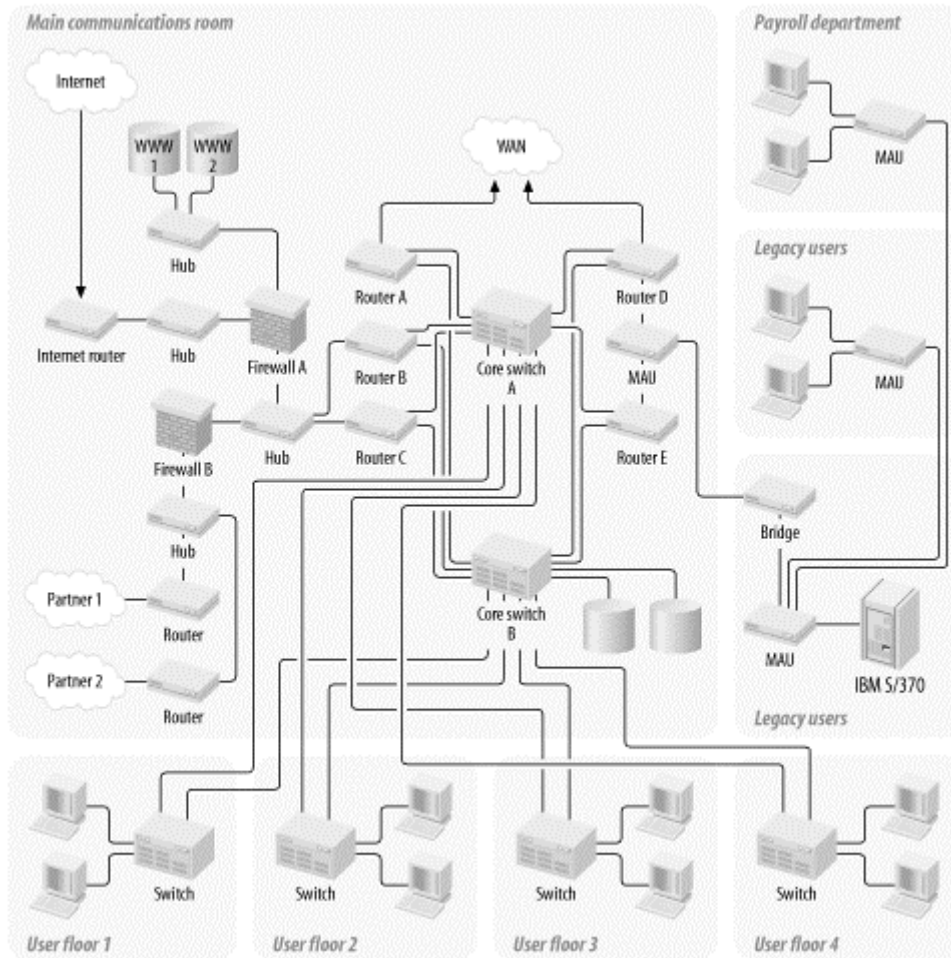 Main communications room
Payroll department
Internet
WWW
1
WWW
2
WAN
MAU
Hub
Legacy users
Router A
Router D
Internet router
Hub
Firewall A
Router B
Core switch
A
MAU
MAU
Firewall B
Hub
Router C
Router E
Hub
Bridge
Partner 1
Router
Core switch
B
MAU
IBM S/370
Partner 2
Router
Legacy users
Switch
Switch
Switch
Switch
User floor 1
User floor 2
User floor 3
User floor 4